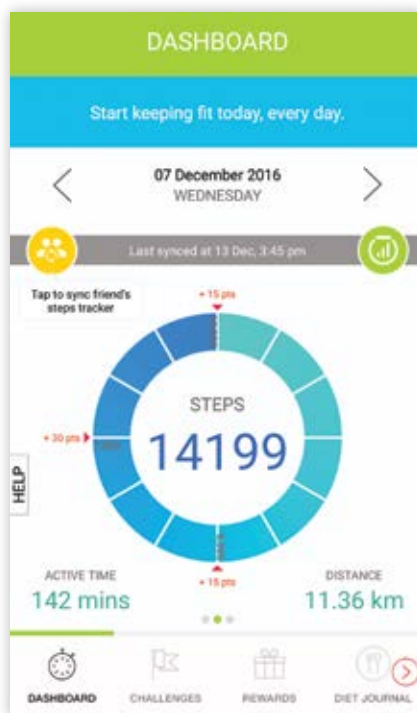 DASHBOARD
Start keeping fit today, every day.
07 December 2016
WEDNESDAY
Last synced at 13 Dec, 3:45 pm
Tap to sync friend's
steps tracker
+ 15 pts
STEPS
14199
+ 30 pts
HELP
+ 15 pts
ACTIVE TIME
142 mins
DISTANCE
11.36 km
DASHBOARD
CHALLENGES
REWARDS
DIET JOURNAL